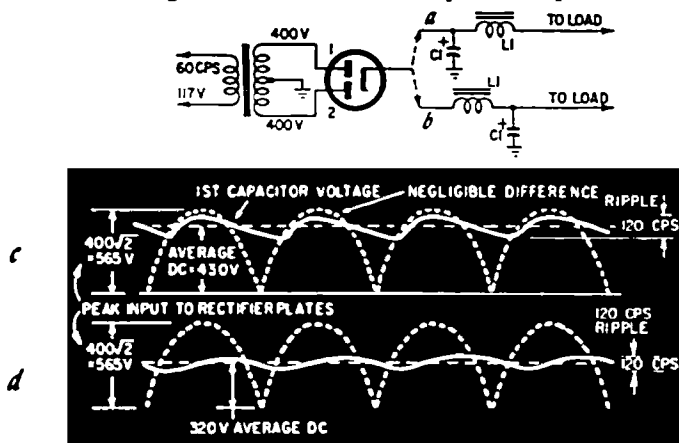 a
TO LOAD
C1
+
L1
400V
1
60CPS
117V
2
400V
b
L1
TO LOAD
C1
+
c
1ST CAPACITOR VOLTAGE
NEGLIGIBLE DIFFERENCE
RIPPLE
120 CPS
400√2
=565V
AVERAGE
DC=430V
PEAK INPUT TO RECTIFIER PLATES
120 CPS
RIPPLE
d
400√2
=565V
120 CPS
320V AVERAGE DC